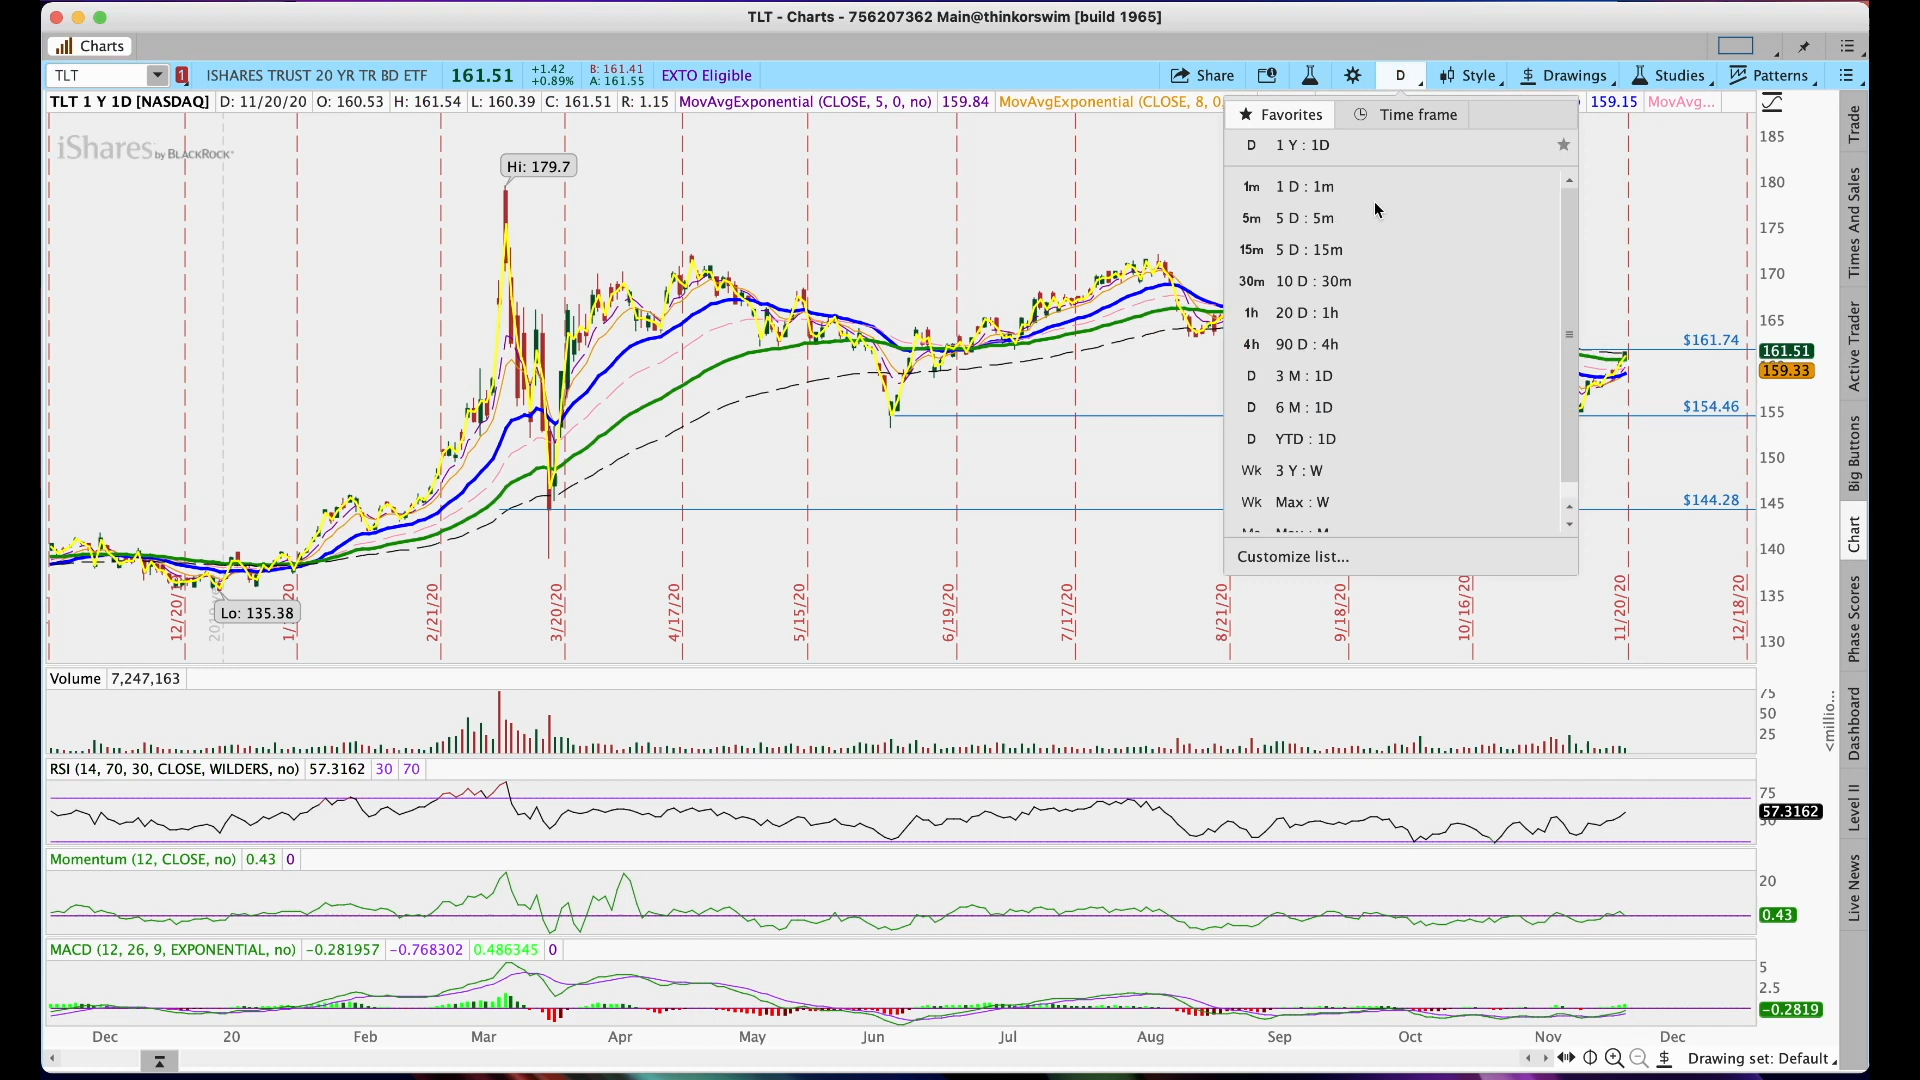 TLT - Charts - 756207362 Main@thinkorswim [build 1965]
Charts
TLT
1
ISHARES TRUST 20 YR TR BD ETF
161.51
+1.42
+0.89%
B: 161.41
A: 161.55
EXTO Eligible
Share
D
Style
Drawings
Studies
Patterns
TLT 1 Y 1D [NASDAQ]
D: 11/20/20
O: 160.53
H: 161.54
L: 160.39
C: 161.51
R: 1.15
MovAvgExponential (CLOSE, 5, 0, no)
159.84
MovAvgExponential (CLOSE, 8, 0,
159.15
MovAvg...
iShares by BLACKROCK
Favorites
Time frame
D 1 Y : 1D
1m 1 D : 1m
5m 5 D : 5m
15m 5 D : 15m
30m 10 D : 30m
1h 20 D : 1h
4h 90 D : 4h
D 3 M : 1D
D 6 M : 1D
D YTD : 1D
Wk 3 Y : W
Wk Max : W
Customize list...
Hi: 179.7
Lo: 135.38
185
180
175
170
165
$161.74
161.51
159.33
155
$154.46
150
145
$144.28
140
135
130
12/20/1
1/
20
2/21/20
3/20/20
4/17/20
5/15/20
6/19/20
7/17/20
8/21/20
9/18/20
10/16/20
11/20/20
12/18/20
Volume
7,247,163
75
50
25
<millio...
RSI (14, 70, 30, CLOSE, WILDERS, no)
57.3162
30
70
75
57.3162
Momentum (12, CLOSE, no)
0.43
0
20
0.43
MACD (12, 26, 9, EXPONENTIAL, no)
-0.281957
-0.768302
0.486345
0
5
2.5
-0.2819
Dec
20
Feb
Mar
Apr
May
Jun
Jul
Aug
Sep
Oct
Nov
Dec
Drawing set: Default
Trade
Times And Sales
Active Trader
Big Buttons
Chart
Phase Scores
Dashboard
Level II
Live News